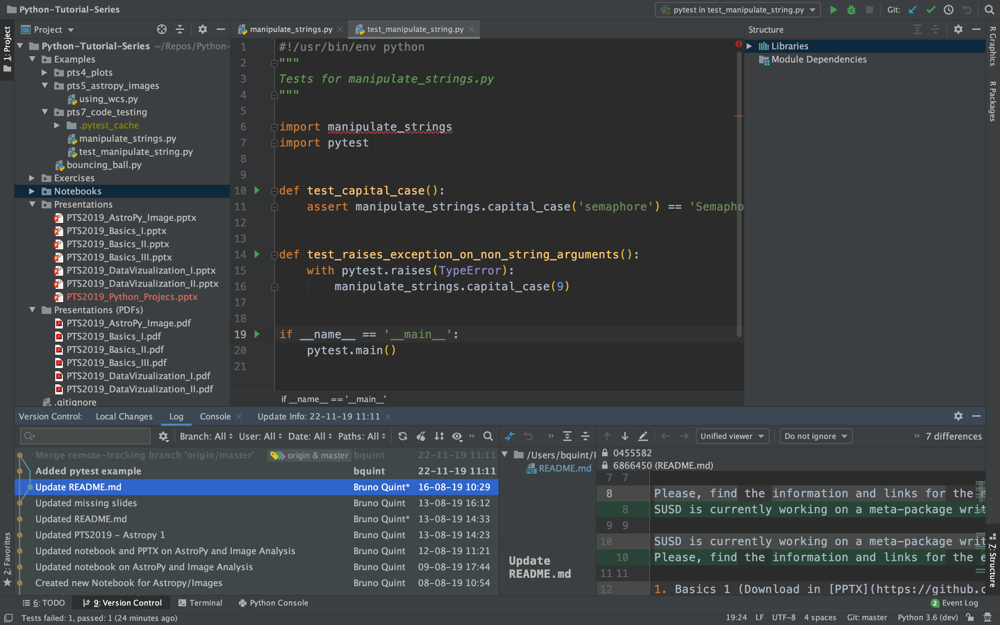 Python-Tutorial-Series
pytest in test_manipulate_string.py
Git:
1: Project
Project
Python-Tutorial-Series ~/Repos/Python-
Examples
pts4_plots
pts5_astropy_images
using_wcs.py
pts7_code_testing
.pytest_cache
manipulate_strings.py
test_manipulate_string.py
bouncing_ball.py
Exercises
Notebooks
Presentations
PTS2019_AstroPy_Image.pptx
PTS2019_Basics_I.pptx
PTS2019_Basics_II.pptx
PTS2019_Basics_III.pptx
PTS2019_DataVizualization_I.pptx
PTS2019_DataVizualization_II.pptx
PTS2019_Python_Projecs.pptx
Presentations (PDFs)
PTS2019_AstroPy_Image.pdf
PTS2019_Basics_I.pdf
PTS2019_Basics_II.pdf
PTS2019_Basics_III.pdf
PTS2019_DataVizualization_I.pdf
PTS2019_DataVizualization_II.pdf
.gitignore
manipulate_strings.py
test_manipulate_string.py
1 #!/usr/bin/env python
2 """
3 Tests for manipulate_strings.py
4 """
5
6 import manipulate_strings
7 import pytest
8
9
10 def test_capital_case():
11 assert manipulate_strings.capital_case('semaphore') == 'Semapho
12
13
14 def test_raises_exception_on_non_string_arguments():
15 with pytest.raises(TypeError):
16 manipulate_strings.capital_case(9)
17
18
19 if __name__ == '__main__':
20 pytest.main()
21
if __name__ == '__main__'
Structure
Libraries
Module Dependencies
R Graphics
R Packages
Version Control:
Local Changes
Log
Console
Update Info: 22-11-19 11:11
Branch: All User: All Date: All Paths: All
Merge remote-tracking branch 'origin/master' origin & master bquint 22-11-19 11:11
Added pytest example bquint 22-11-19 11:11
Update README.md Bruno Quint* 16-08-19 10:29
Updated missing slides Bruno Quint 13-08-19 16:12
Updated README.md Bruno Quint* 13-08-19 14:33
Updated PTS2019 – Astropy 1 Bruno Quint 13-08-19 14:23
Updated notebook and PPTX on AstroPy and Image Analysis Bruno Quint 12-08-19 11:21
Updated notebook on AstroPy and Image Analysis Bruno Quint 09-08-19 17:44
Created new Notebook for Astropy/Images Bruno Quint 08-08-19 10:54
/Users/bquint/
README.md
Update
README.md
Unified viewer
Do not ignore
7 differences
0455582
6866450 (README.md)
7 7
8 Please, find the information and links for the
8 SUSD is currently working on a meta-package writ
9 9
10 SUSD is currently working on a meta-package writ
10 Please, find the information and links for the e
11 11
12 1. Basics 1 (Download in [PPTX](https://github.c
2: Favorites
7: Structure
6: TODO
9: Version Control
Terminal
Python Console
2 Event Log
Tests failed: 1, passed: 1 (24 minutes ago)
19:24 LF UTF-8 4 spaces Git: master Python 3.6 (dev)